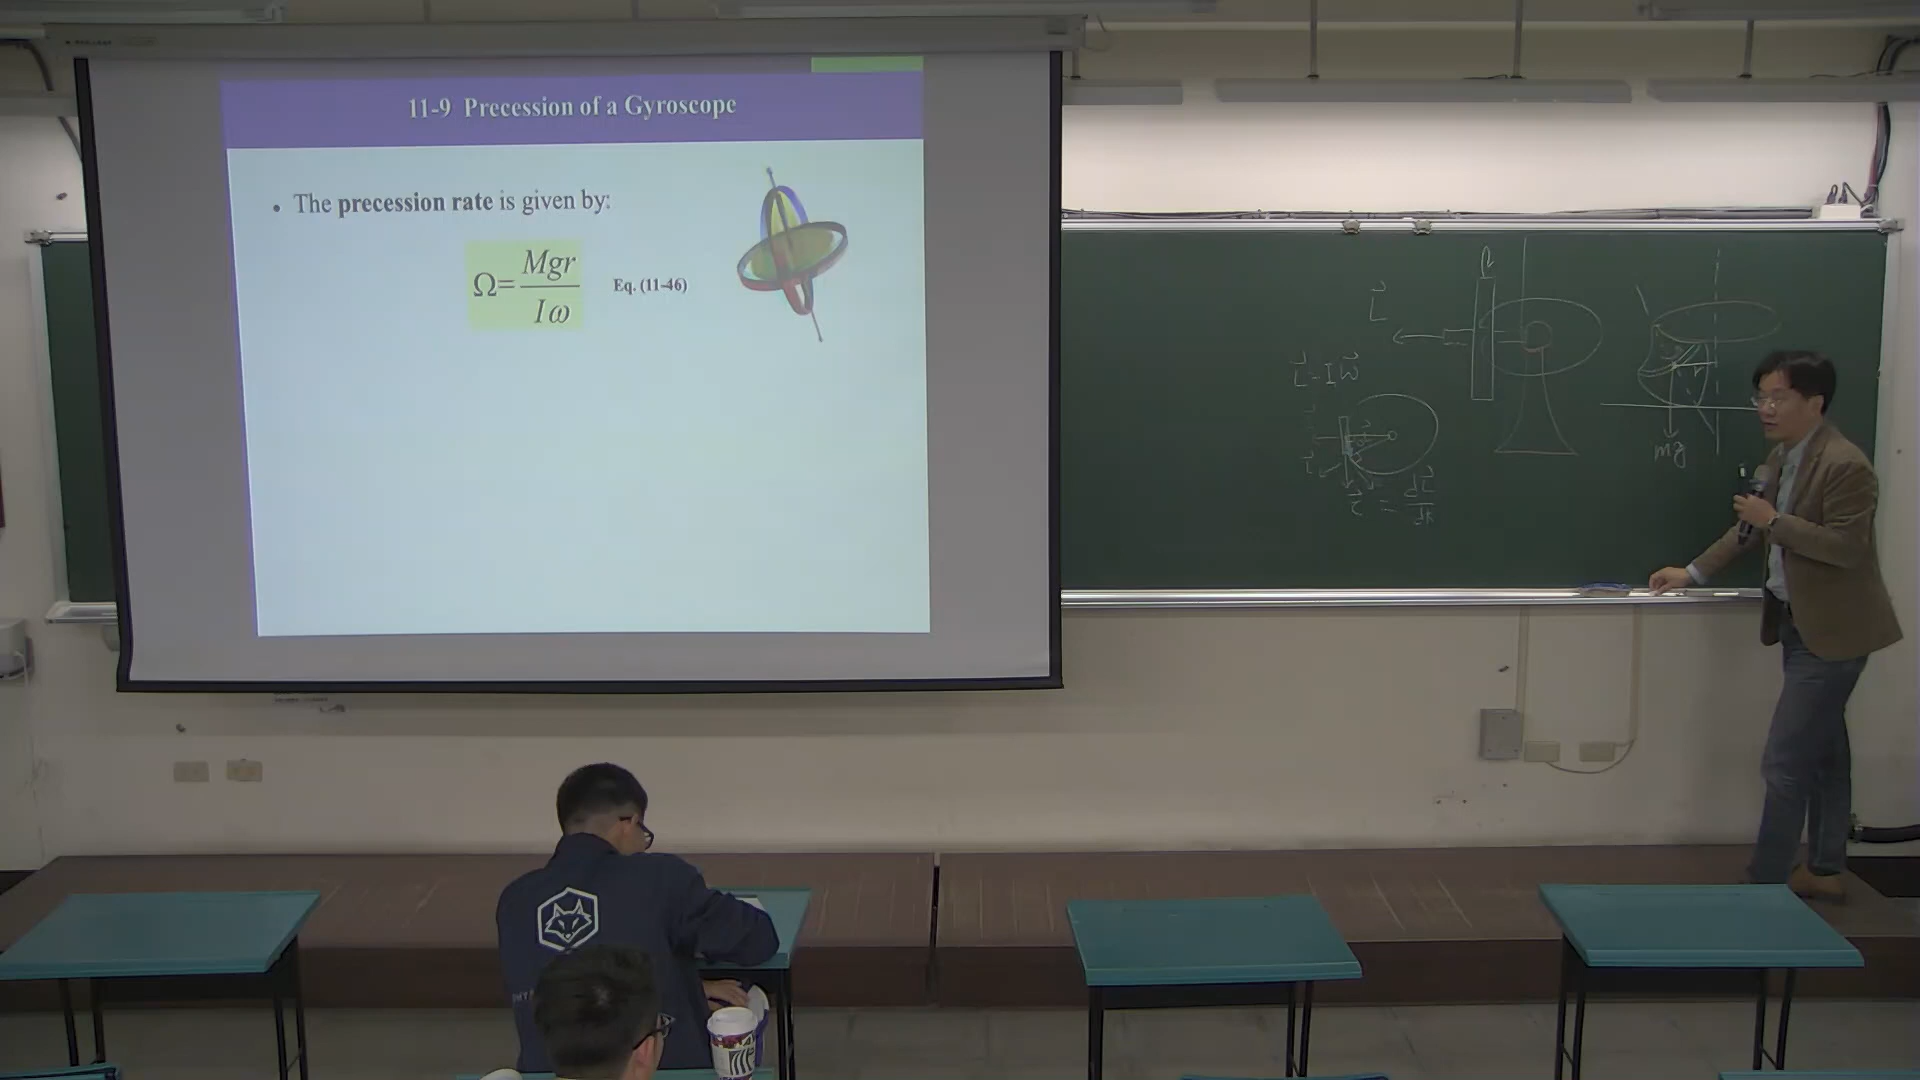 11-9 Precession of a Gyroscope
• The precession rate is given by:
Ω= Mgr / Iω
Eq. (11-46)
L⃗
L⃗ = Iω⃗
mg
τ⃗ = dL⃗ / dt